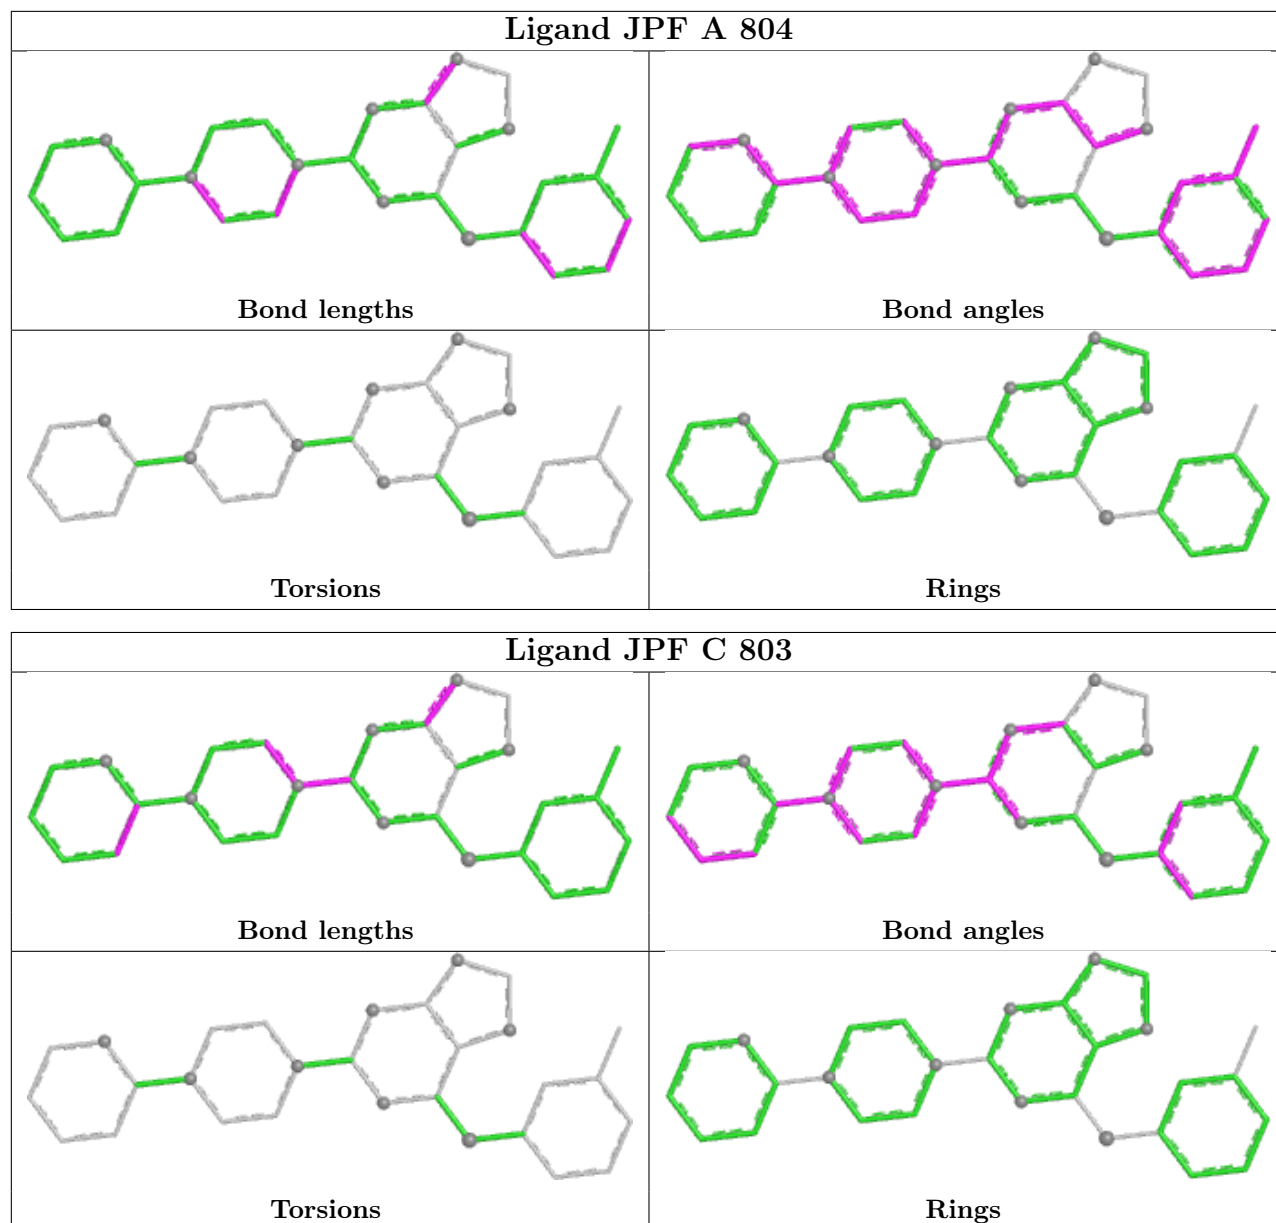 Ligand JPF A 804
Bond lengths
Bond angles
Torsions
Rings
Ligand JPF C 803
Bond lengths
Bond angles
Torsions
Rings